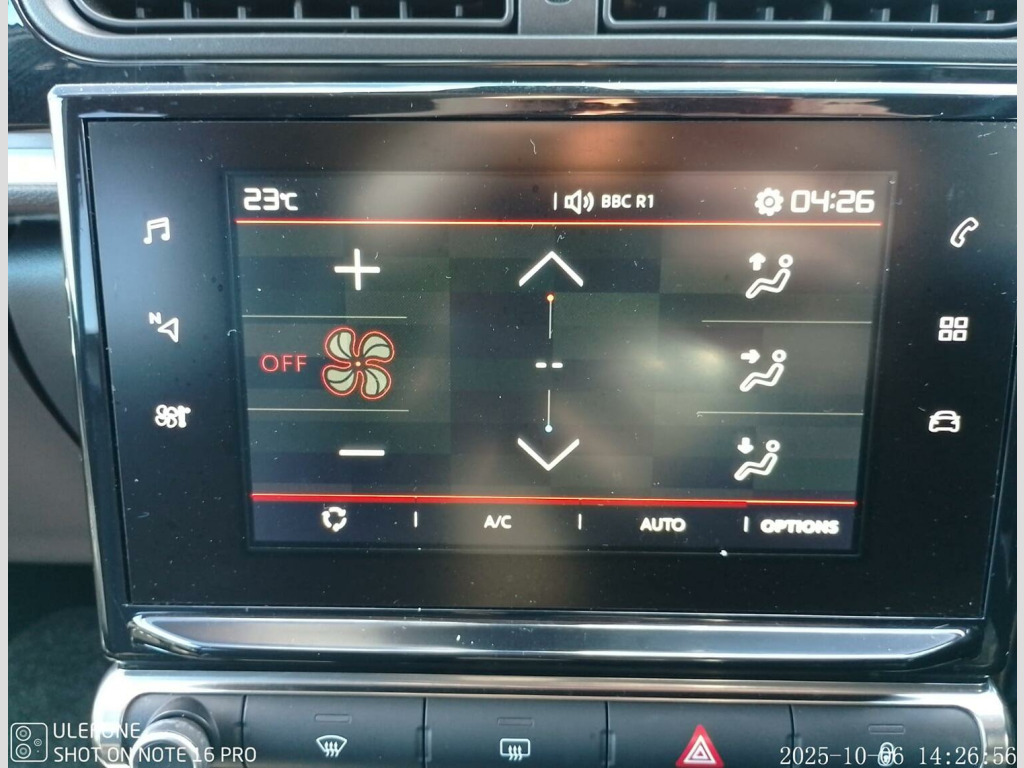 23°C
BBC R1
04:26
N
OFF
--
A/C
AUTO
OPTIONS
ULEFONE
SHOT ON NOTE 16 PRO
2025-10-06 14:26:56